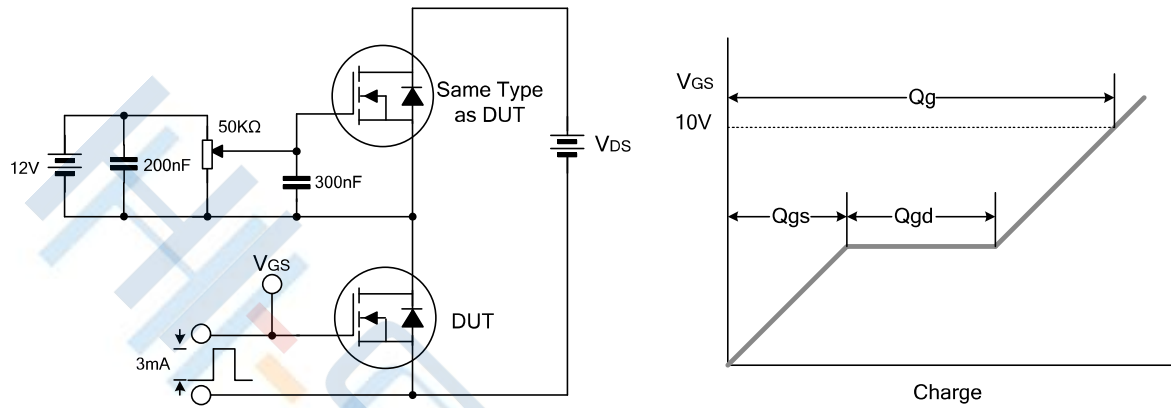 12V
200nF
50KΩ
300nF
Same Type
as DUT
VDS
VGS
DUT
3mA
VGS
10V
Qg
Qgs
Qgd
Charge